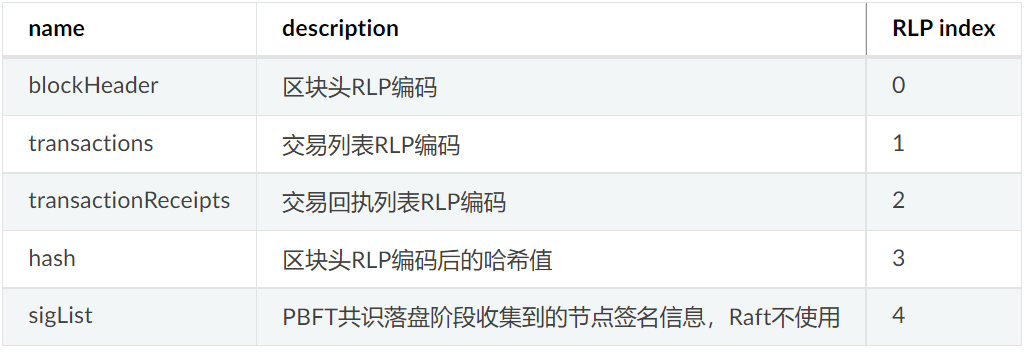 name description RLP index
blockHeader 区块头RLP编码 0
transactions 交易列表RLP编码 1
transactionReceipts 交易回执列表RLP编码 2
hash 区块头RLP编码后的哈希值 3
sigList PBFT共识落盘阶段收集到的节点签名信息，Raft不使用 4